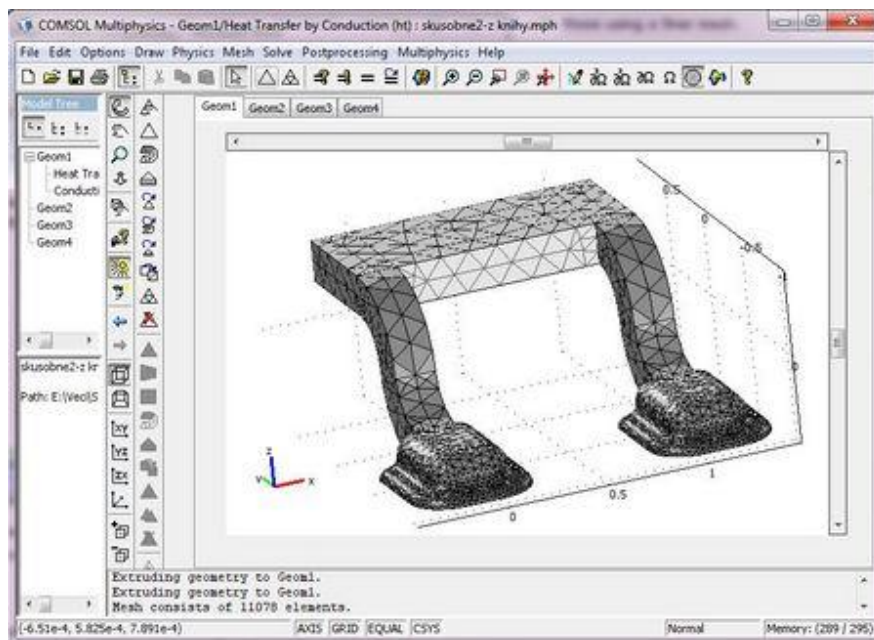 COMSOL Multiphysics - Geom1/Heat Transfer by Conduction (ht) : skusobne2-z knihy.mph
File Edit Options Draw Physics Mesh Solve Postprocessing Multiphysics Help
Model Tree
Geom1
Heat Tra
Conducti
Geom2
Geom3
Geom4
skusobne2-z kr
Path: E:\Veci\S
Geom1 Geom2 Geom3 Geom4
0.5
0
-0.5
0
1
0.5
0
z
y
x
Extruding geometry to Geom1.
Extruding geometry to Geom1.
Mesh consists of 11078 elements.
(-6.51e-4, 5.825e-4, 7.891e-4) AXIS GRID EQUAL CSYS Normal Memory: (289 / 295)